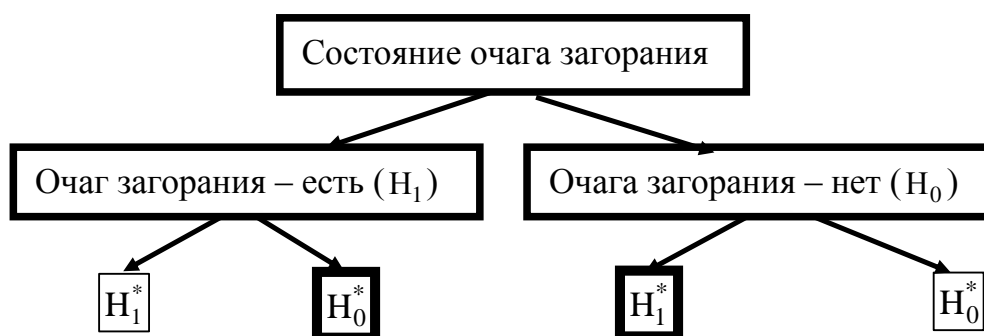 Состояние очага загорания
Очаг загорания – есть (H₁)
Очага загорания – нет (H₀)
H₁*
H₀*
H₁*
H₀*